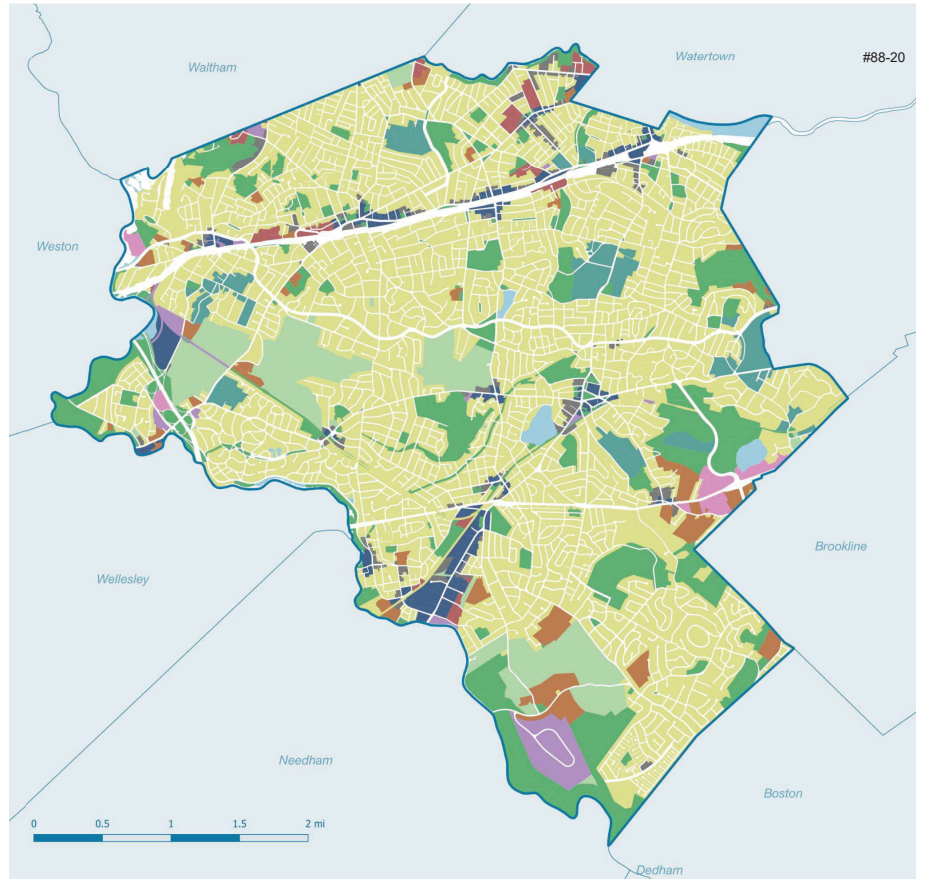 Waltham
Watertown
#88-20
Weston
Brookline
Wellesley
Needham
Boston
0 0.5 1 1.5 2 mi
Dedham